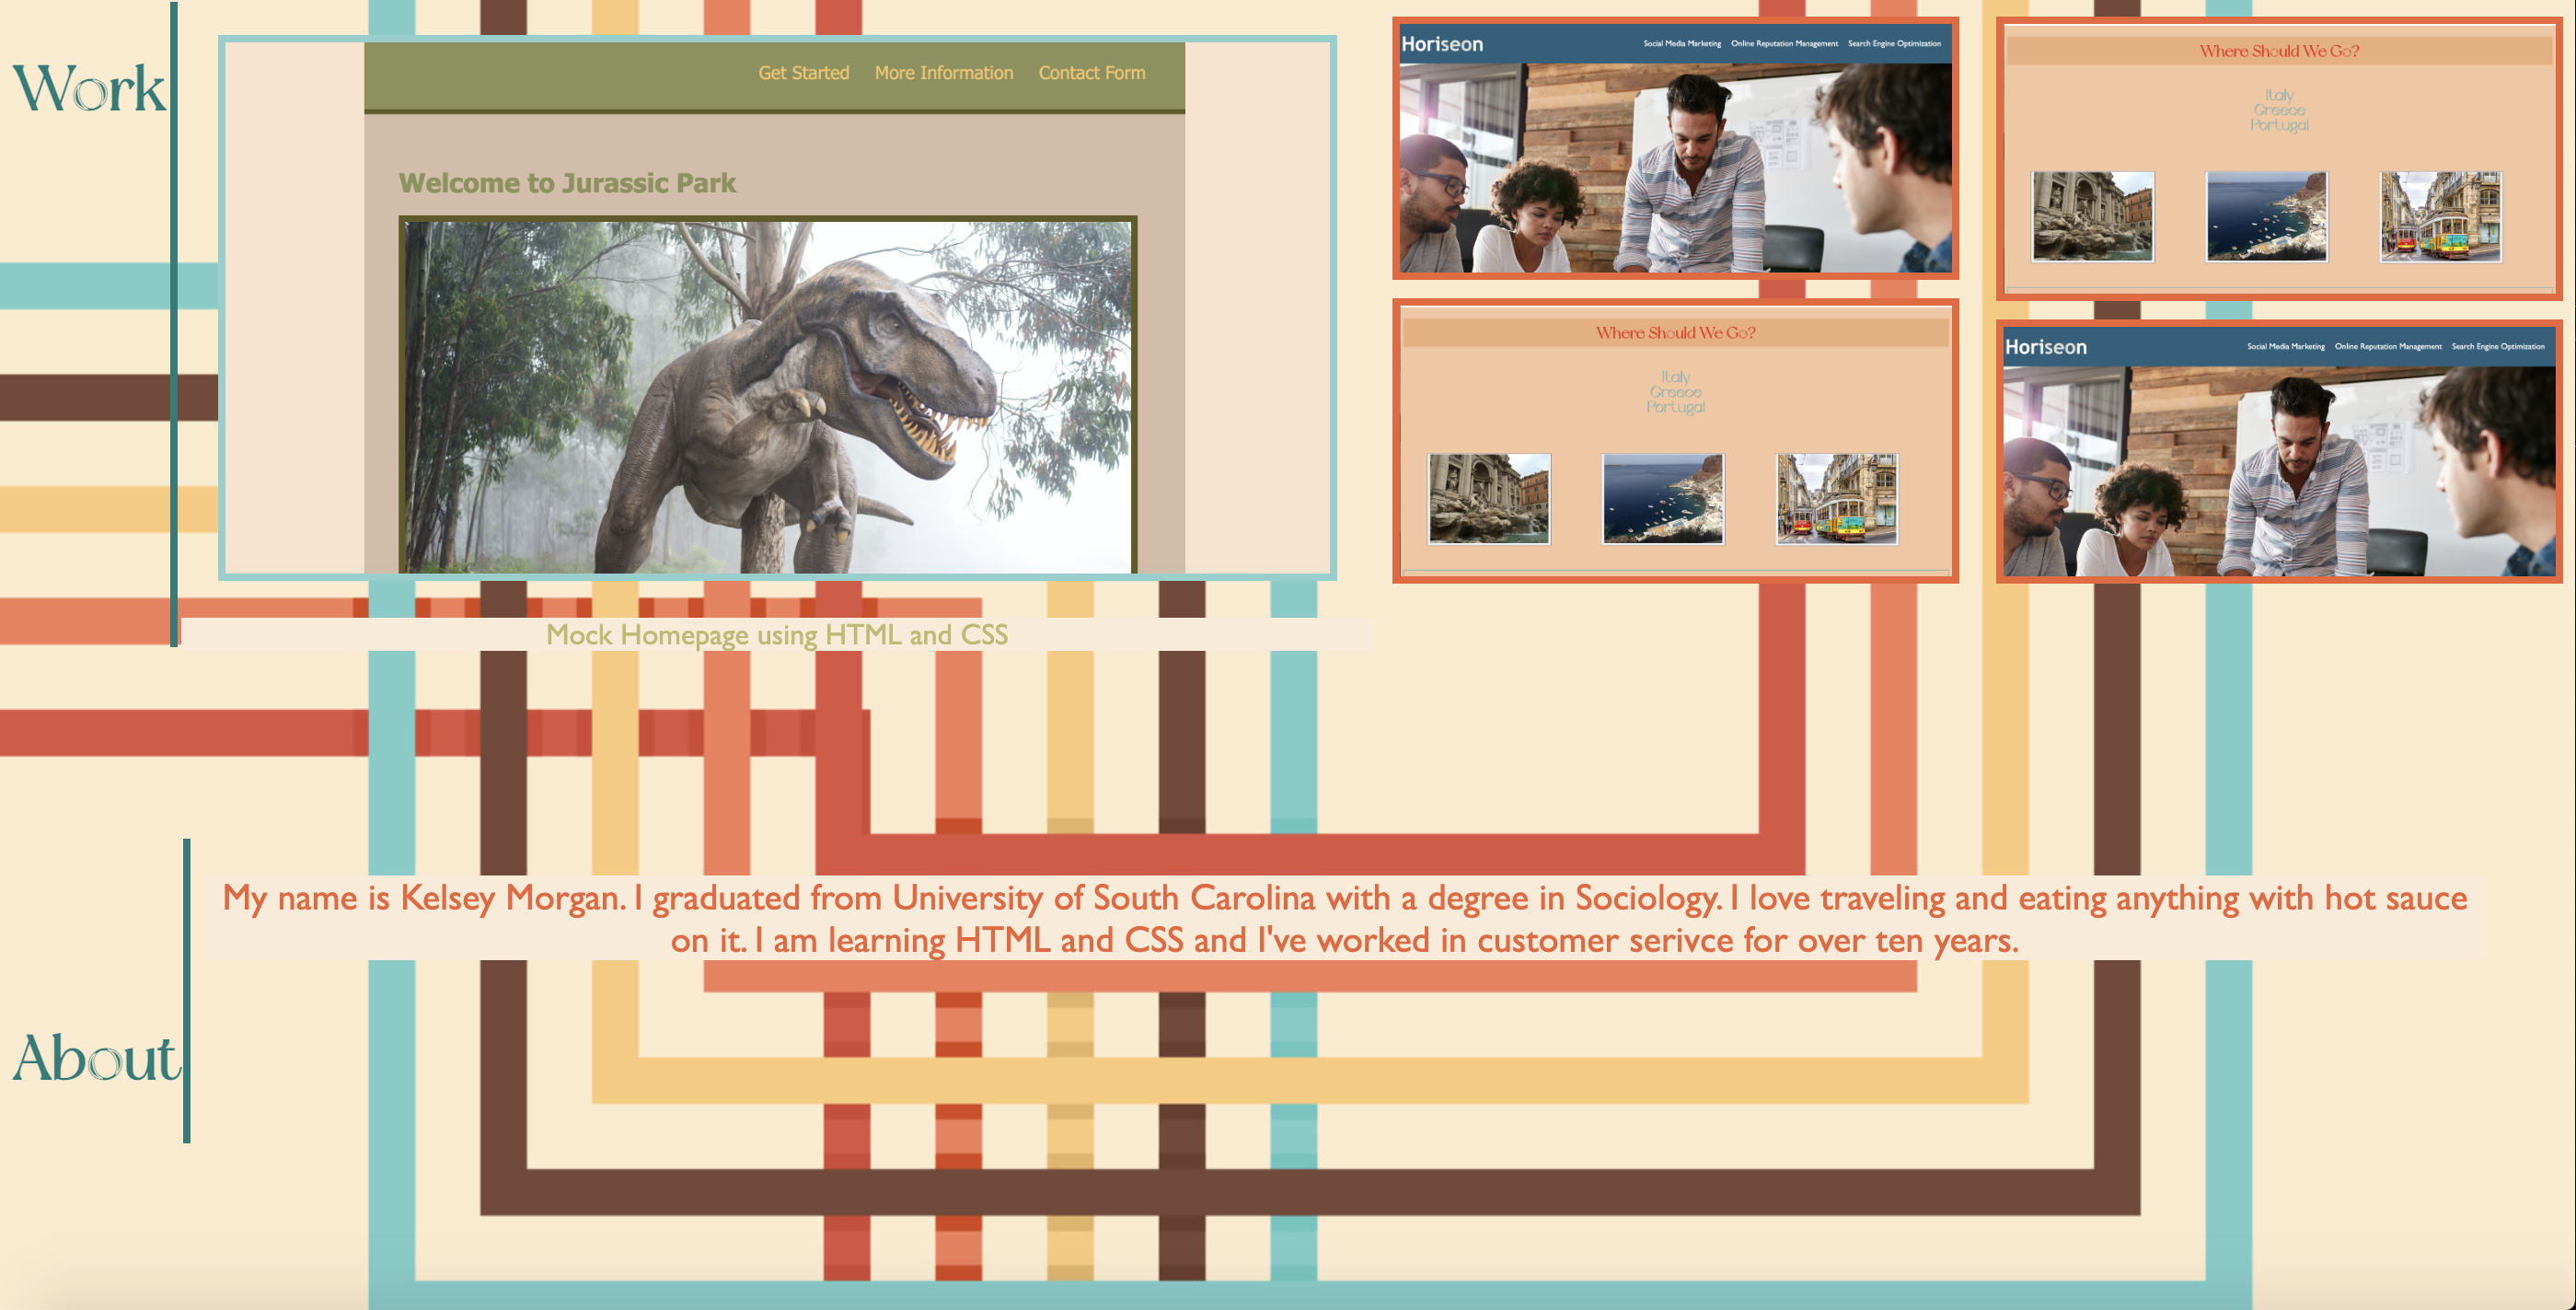 Work
Get Started More Information Contact Form
Welcome to Jurassic Park
Mock Homepage using HTML and CSS
Horiseon
Social Media Marketing Online Reputation Management Search Engine Optimization
Where Should We Go?
Italy
Greece
Portugal
Where Should We Go?
Italy
Greece
Portugal
Horiseon
Social Media Marketing Online Reputation Management Search Engine Optimization
About
My name is Kelsey Morgan. I graduated from University of South Carolina with a degree in Sociology. I love traveling and eating anything with hot sauce
on it. I am learning HTML and CSS and I've worked in customer serivce for over ten years.